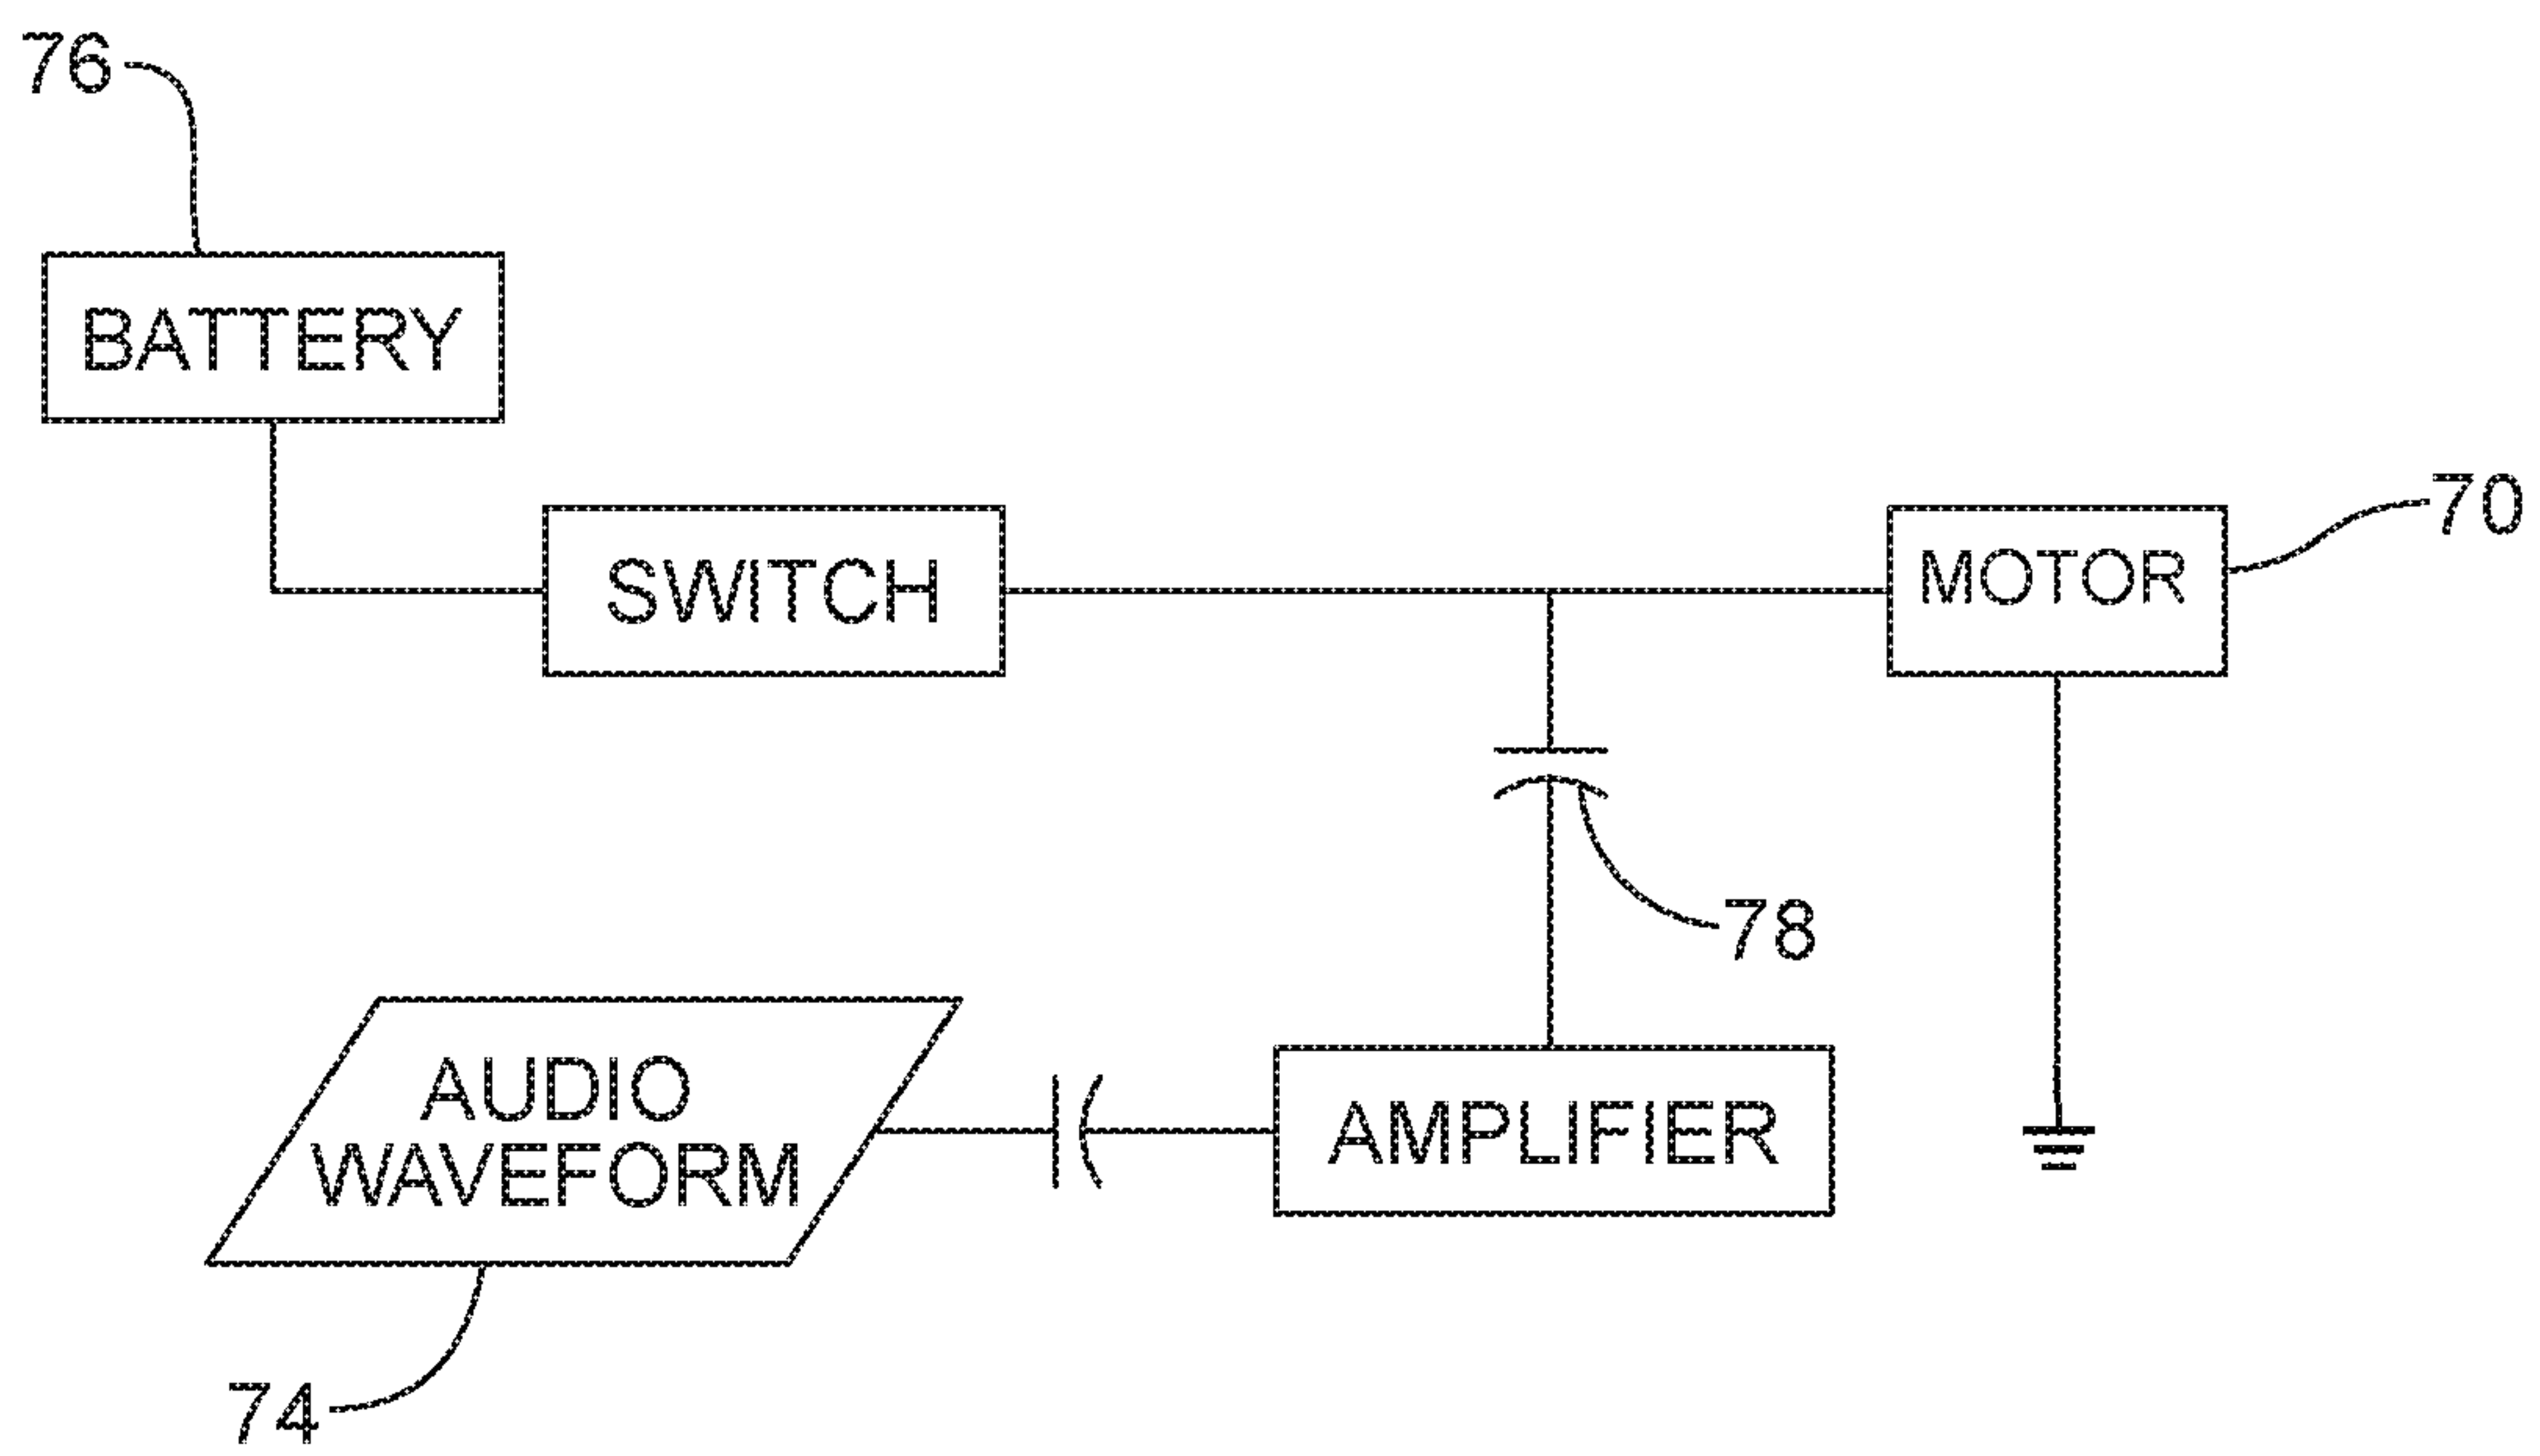 76
BATTERY
70
SWITCH
MOTOR
78
AUDIO
WAVEFORM
AMPLIFIER
74